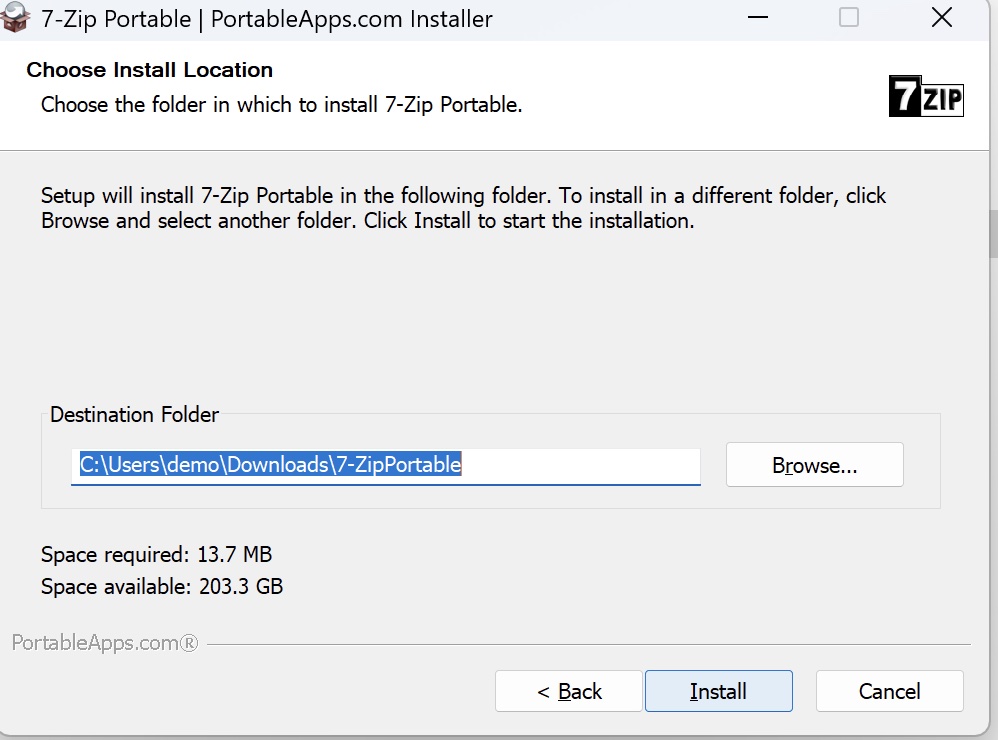 7-Zip Portable | PortableApps.com Installer
Choose Install Location
Choose the folder in which to install 7-Zip Portable.
7ZIP
Setup will install 7-Zip Portable in the following folder. To install in a different folder, click
Browse and select another folder. Click Install to start the installation.
Destination Folder
C:\Users\demo\Downloads\7-ZipPortable
Browse...
Space required: 13.7 MB
Space available: 203.3 GB
PortableApps.com®
< Back
Install
Cancel